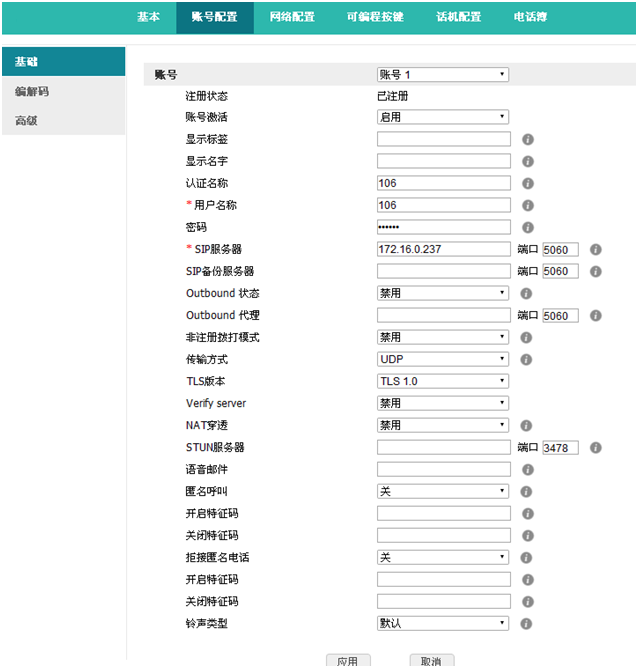 基本 账号配置 网络配置 可编程按键 话机配置 电话簿
基础
编解码
高级
账号 账号 1
注册状态 已注册
账号激活 启用
显示标签
显示名字
认证名称 106
* 用户名称 106
密码 ••••••
* SIP服务器 172.16.0.237 端口 5060
SIP备份服务器 端口 5060
Outbound 状态 禁用
Outbound 代理 端口 5060
非注册拨打模式 禁用
传输方式 UDP
TLS版本 TLS 1.0
Verify server 禁用
NAT穿透 禁用
STUN服务器 端口 3478
语音邮件
匿名呼叫 关
开启特征码
关闭特征码
拒接匿名电话 关
开启特征码
关闭特征码
铃声类型 默认
应用 取消